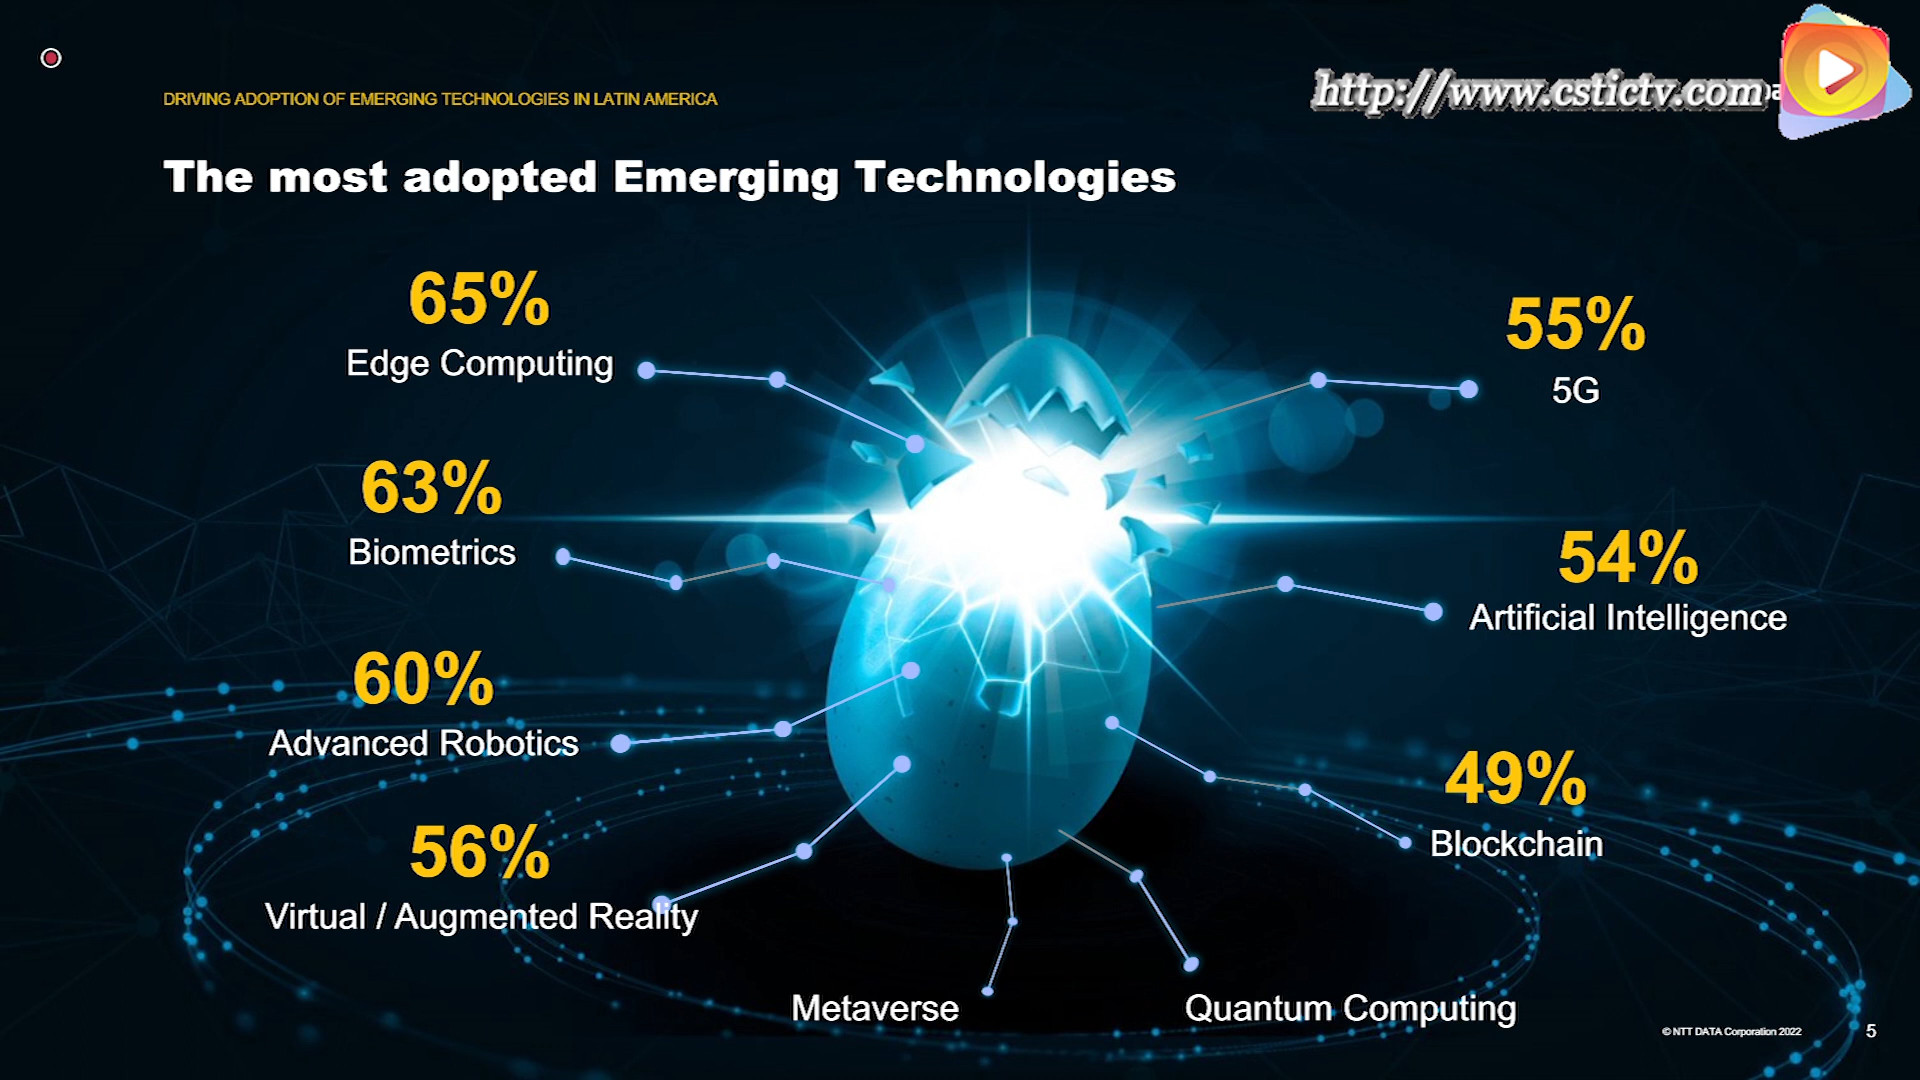 http://www.cstictv.com
DRIVING ADOPTION OF EMERGING TECHNOLOGIES IN LATIN AMERICA
The most adopted Emerging Technologies
65%
Edge Computing
63%
Biometrics
60%
Advanced Robotics
56%
Virtual / Augmented Reality
55%
5G
54%
Artificial Intelligence
49%
Blockchain
Metaverse
Quantum Computing
© NTT DATA Corporation 2022
5